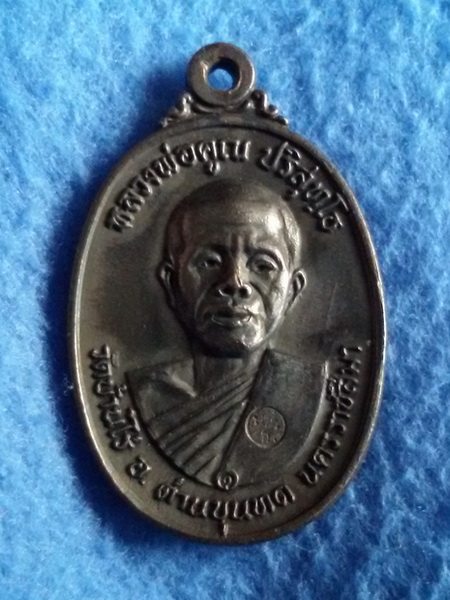 หลวงพ่อคูณ ปริสุทฺโธ
วัดบ้านไร่ อ. ด่านขุนทด นครราชสีมา
๑